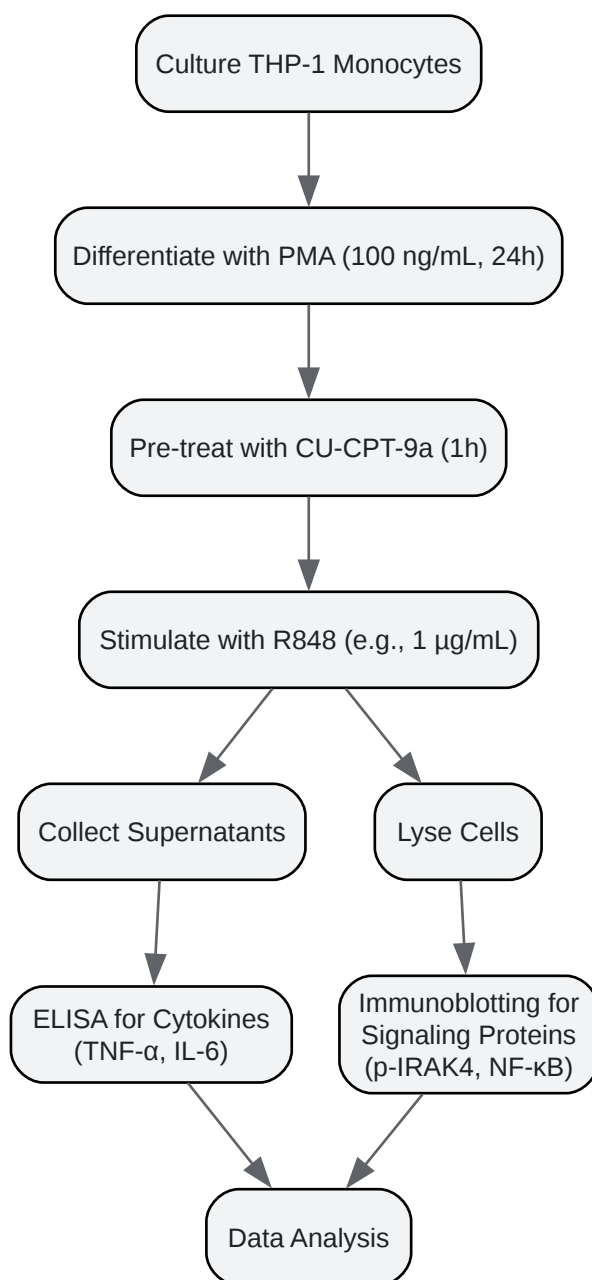 Culture THP-1 Monocytes
Differentiate with PMA (100 ng/mL, 24h)
Pre-treat with CU-CPT-9a (1h)
Stimulate with R848 (e.g., 1 µg/mL)
Collect Supernatants
Lyse Cells
ELISA for Cytokines
(TNF-α, IL-6)
Immunoblotting for
Signaling Proteins
(p-IRAK4, NF-κB)
Data Analysis